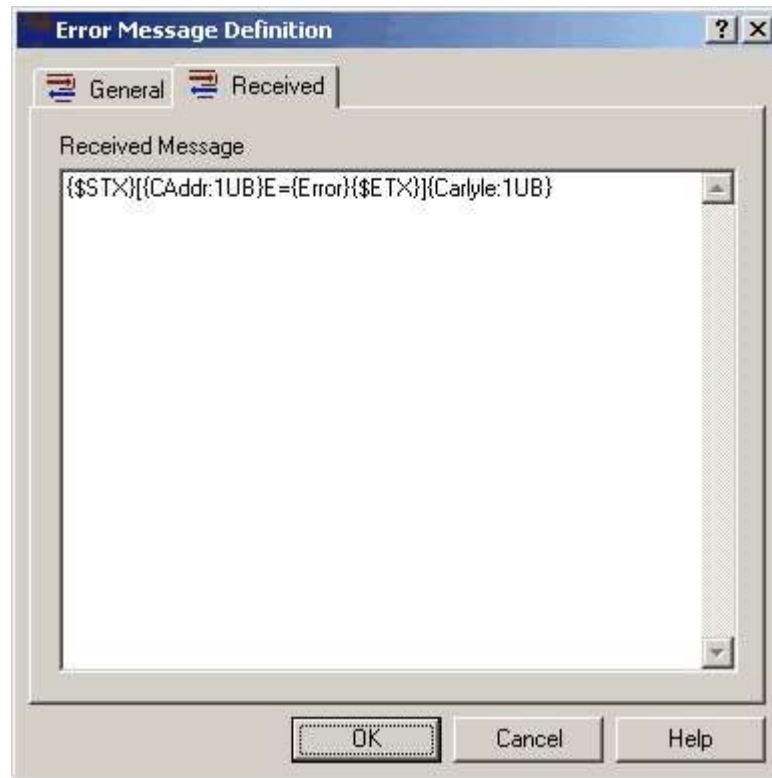 Error Message Definition
General Received
Received Message
{$STX}[{CAddr:1UB}E={Error}{$ETX}]{Carlyle:1UB}
OK Cancel Help